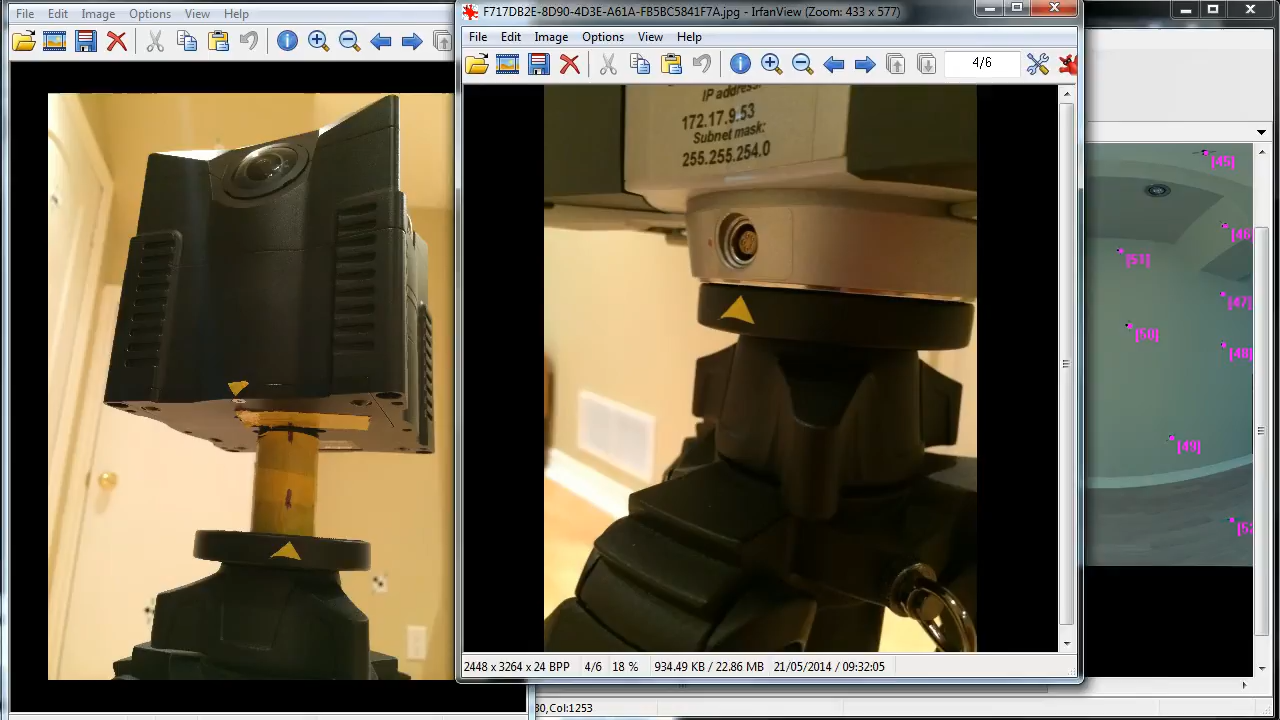 File Edit Image Options View Help
F717DB2E-8D90-4D3E-A61A-FB5BC5841F7A.jpg - IrfanView (Zoom: 433 x 577)
File Edit Image Options View Help
4/6
IP address:
172.17.9.53
Subnet mask:
255.255.254.0
[45]
[46
[51]
[47]
[50]
[48]
[49]
[52
2448 x 3264 x 24 BPP 4/6 18 % 934.49 KB / 22.86 MB 21/05/2014 / 09:32:05
30,Col:1253